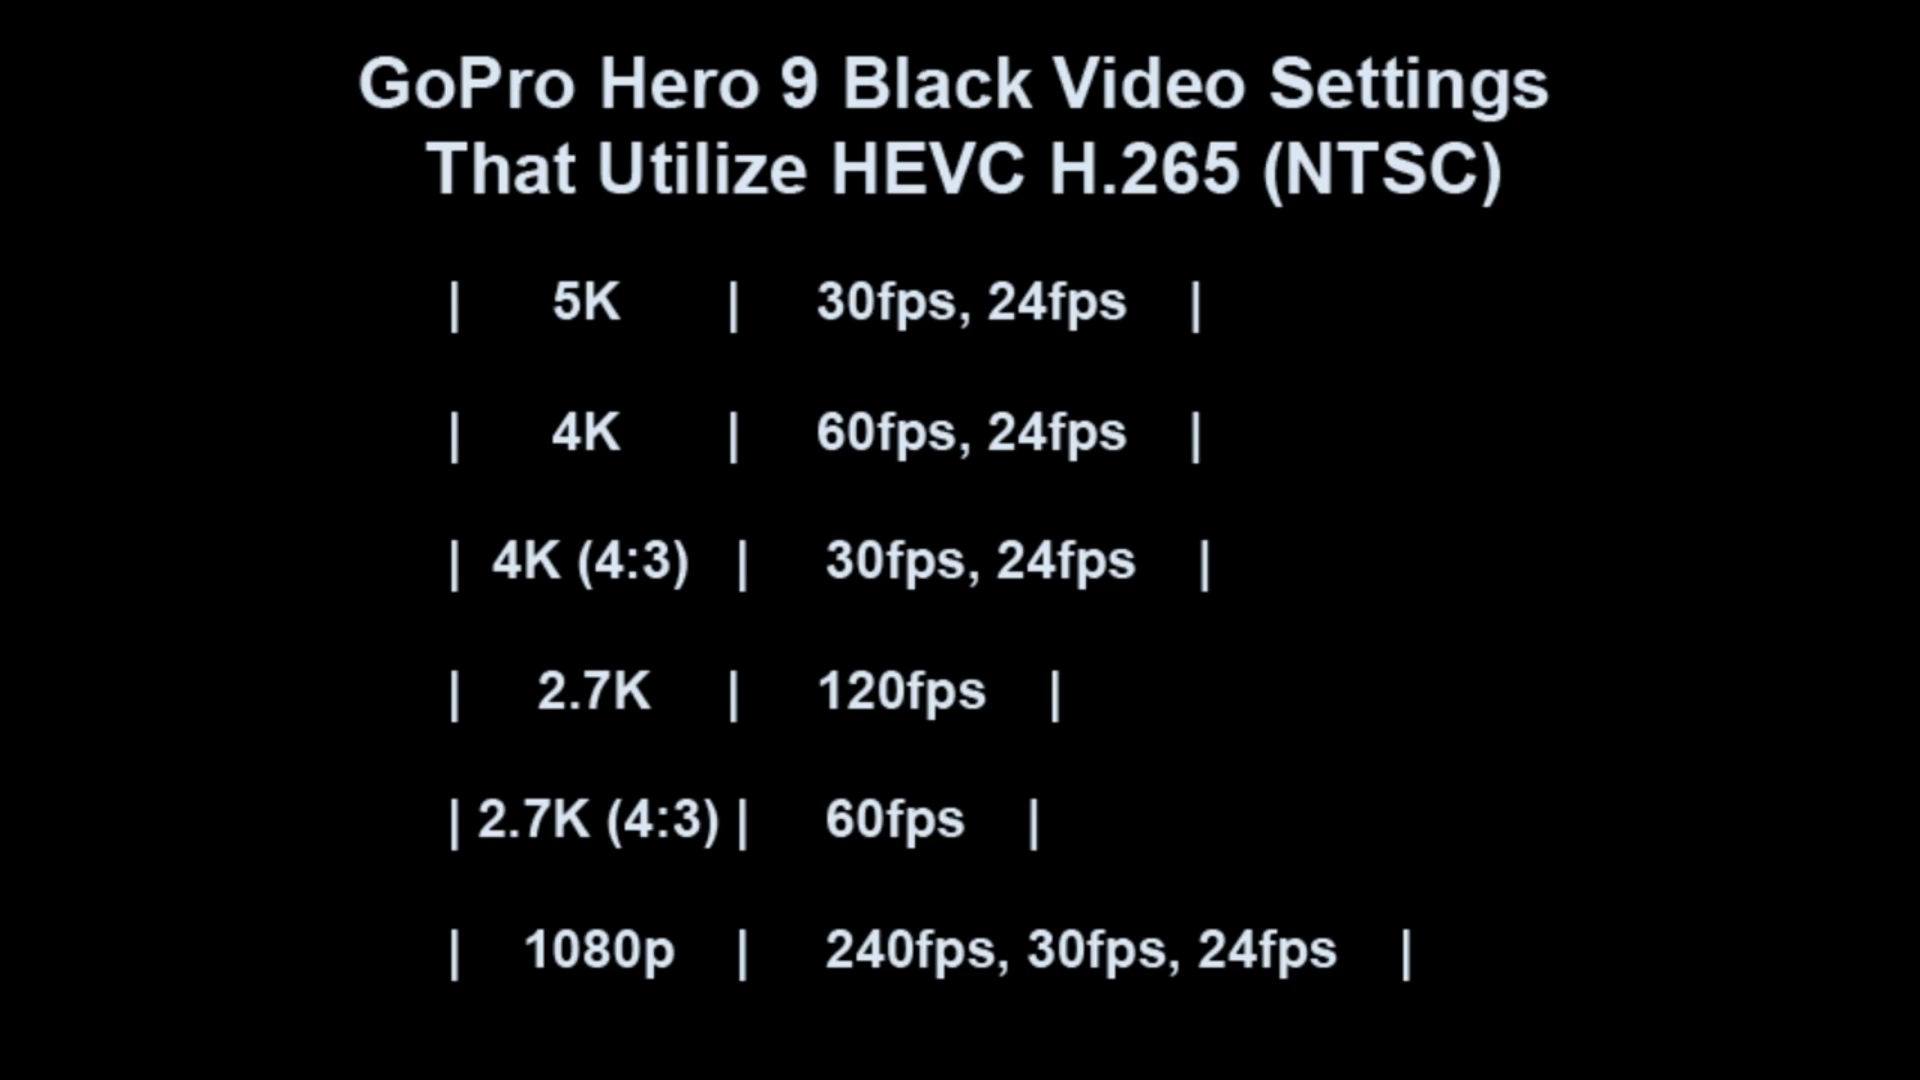 GoPro Hero 9 Black Video Settings
That Utilize HEVC H.265 (NTSC)
| 5K | 30fps, 24fps |
| 4K | 60fps, 24fps |
| 4K (4:3) | 30fps, 24fps |
| 2.7K | 120fps |
| 2.7K (4:3) | 60fps |
| 1080p | 240fps, 30fps, 24fps |